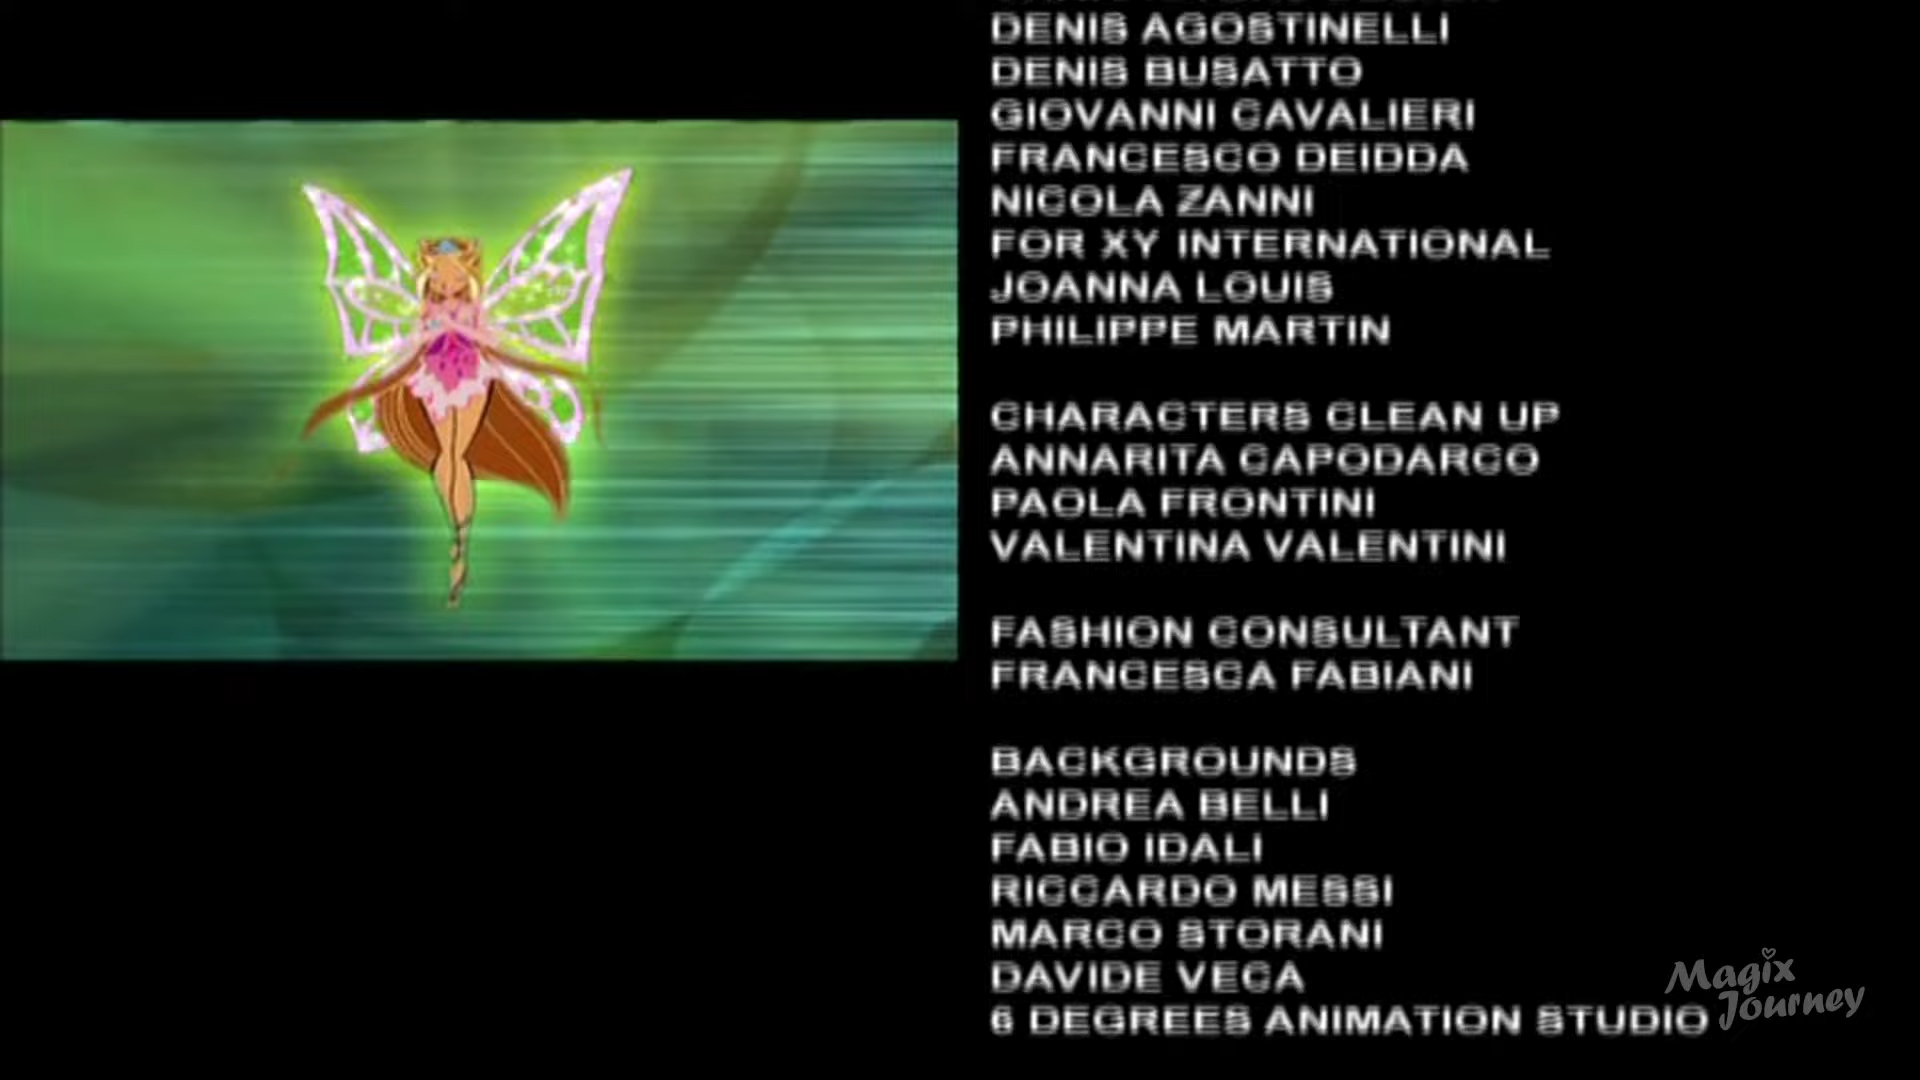 DENIS AGOSTINELLI
DENIS BUSATTO
GIOVANNI CAVALIERI
FRANCESCO DEIDDA
NICOLA ZANNI
FOR XY INTERNATIONAL
JOANNA LOUIS
PHILIPPE MARTIN
CHARACTERS CLEAN UP
ANNARITA CAPODARCO
PAOLA FRONTINI
VALENTINA VALENTINI
FASHION CONSULTANT
FRANCESCA FABIANI
BACKGROUNDS
ANDREA BELLI
FABIO IDALI
RICCARDO MESSI
MARCO STORANI
DAVIDE VECA
6 DEGREES ANIMATION STUDIO
Magix
Journey